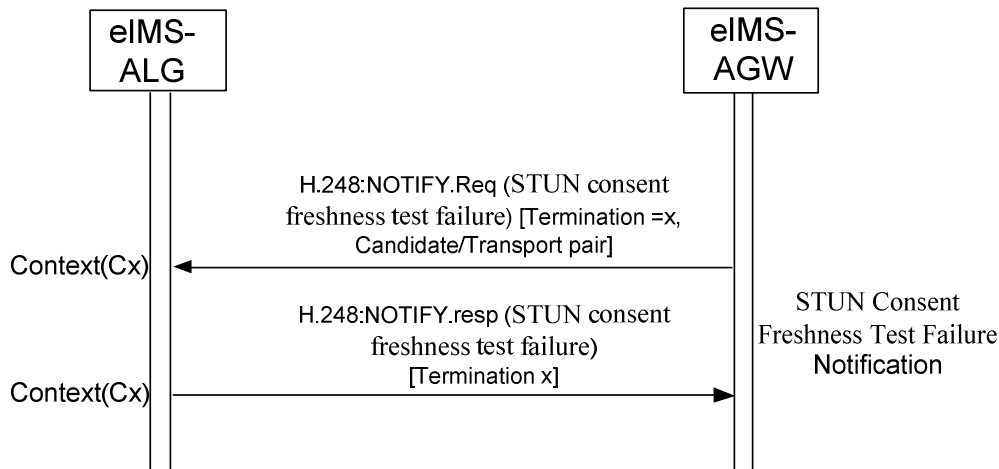 eIMS-
ALG
eIMS-
AGW
H.248:NOTIFY.Req (STUN consent
freshness test failure) [Termination =x,
Candidate/Transport pair]
Context(Cx)
H.248:NOTIFY.resp (STUN consent
freshness test failure)
[Termination x]
Context(Cx)
STUN Consent
Freshness Test Failure
Notification